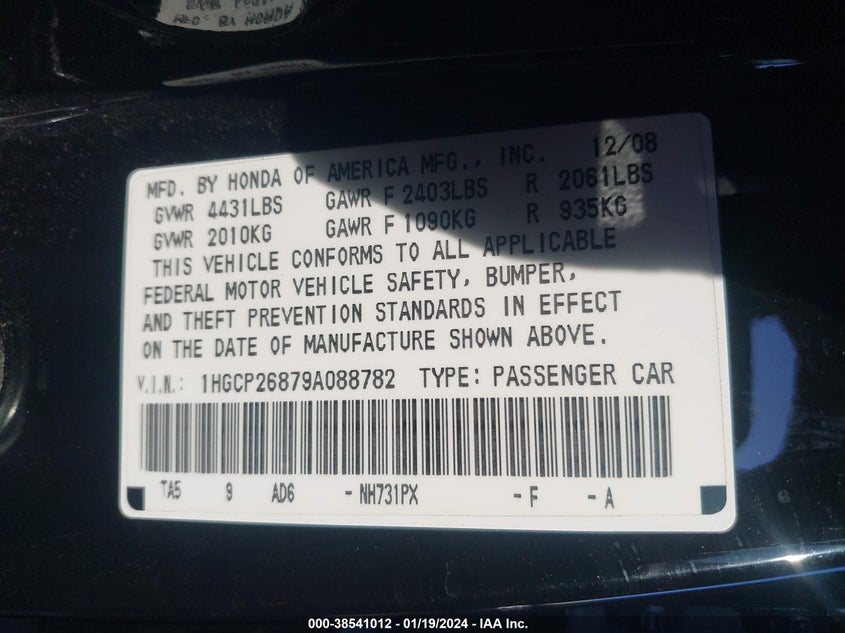 MFD. BY HONDA OF AMERICA MFG., INC. 12/08
GVWR 4431LBS GAWR F 2403LBS R 2061LBS
GVWR 2010KG GAWR F 1090KG R 935KG
THIS VEHICLE CONFORMS TO ALL APPLICABLE
FEDERAL MOTOR VEHICLE SAFETY, BUMPER,
AND THEFT PREVENTION STANDARDS IN EFFECT
ON THE DATE OF MANUFACTURE SHOWN ABOVE.
V.I.N.: 1HGCP26879A088782 TYPE: PASSENGER CAR
TA5 9 AD6 - NH731PX - F - A
000-38541012 - 01/19/2024 - IAA Inc.